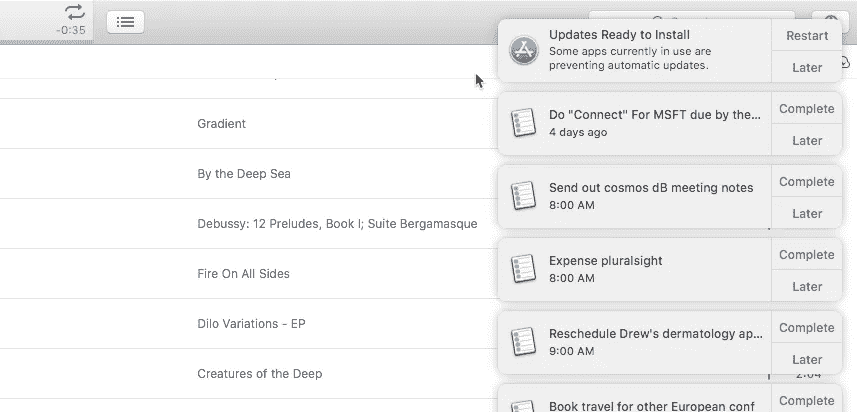 -0:35
Updates Ready to Install
Some apps currently in use are
preventing automatic updates.
Restart
Later
Gradient
Do "Connect" For MSFT due by the...
4 days ago
Complete
Later
By the Deep Sea
Send out cosmos dB meeting notes
8:00 AM
Complete
Later
Debussy: 12 Preludes, Book I; Suite Bergamasque
Fire On All Sides
Expense pluralsight
8:00 AM
Complete
Later
Dilo Variations - EP
Reschedule Drew's dermatology ap...
9:00 AM
Complete
Later
Creatures of the Deep
Book travel for other European conf
Complete